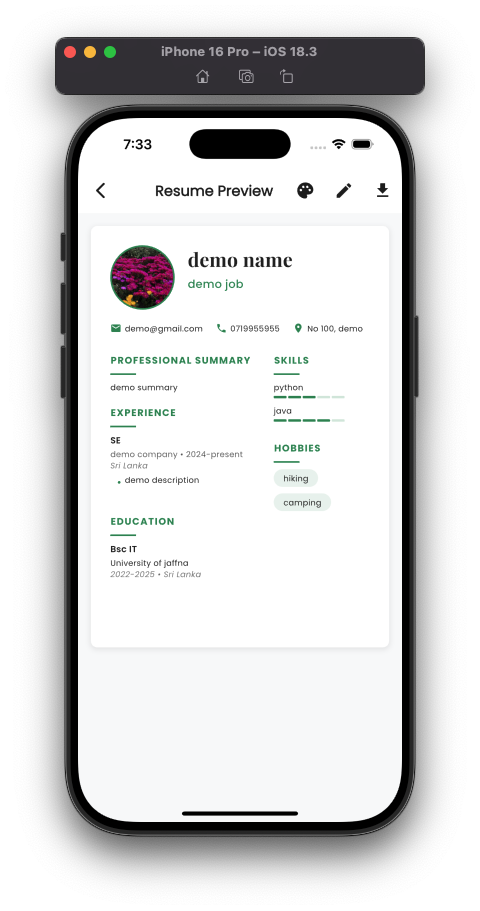 iPhone 16 Pro – iOS 18.3
7:33
Resume Preview
demo name
demo job
demo@gmail.com 0719955955 No 100, demo
PROFESSIONAL SUMMARY
demo summary
EXPERIENCE
SE
demo company • 2024-present
Sri Lanka
demo description
EDUCATION
Bsc IT
University of jaffna
2022-2025 • Sri Lanka
SKILLS
python
java
HOBBIES
hiking
camping